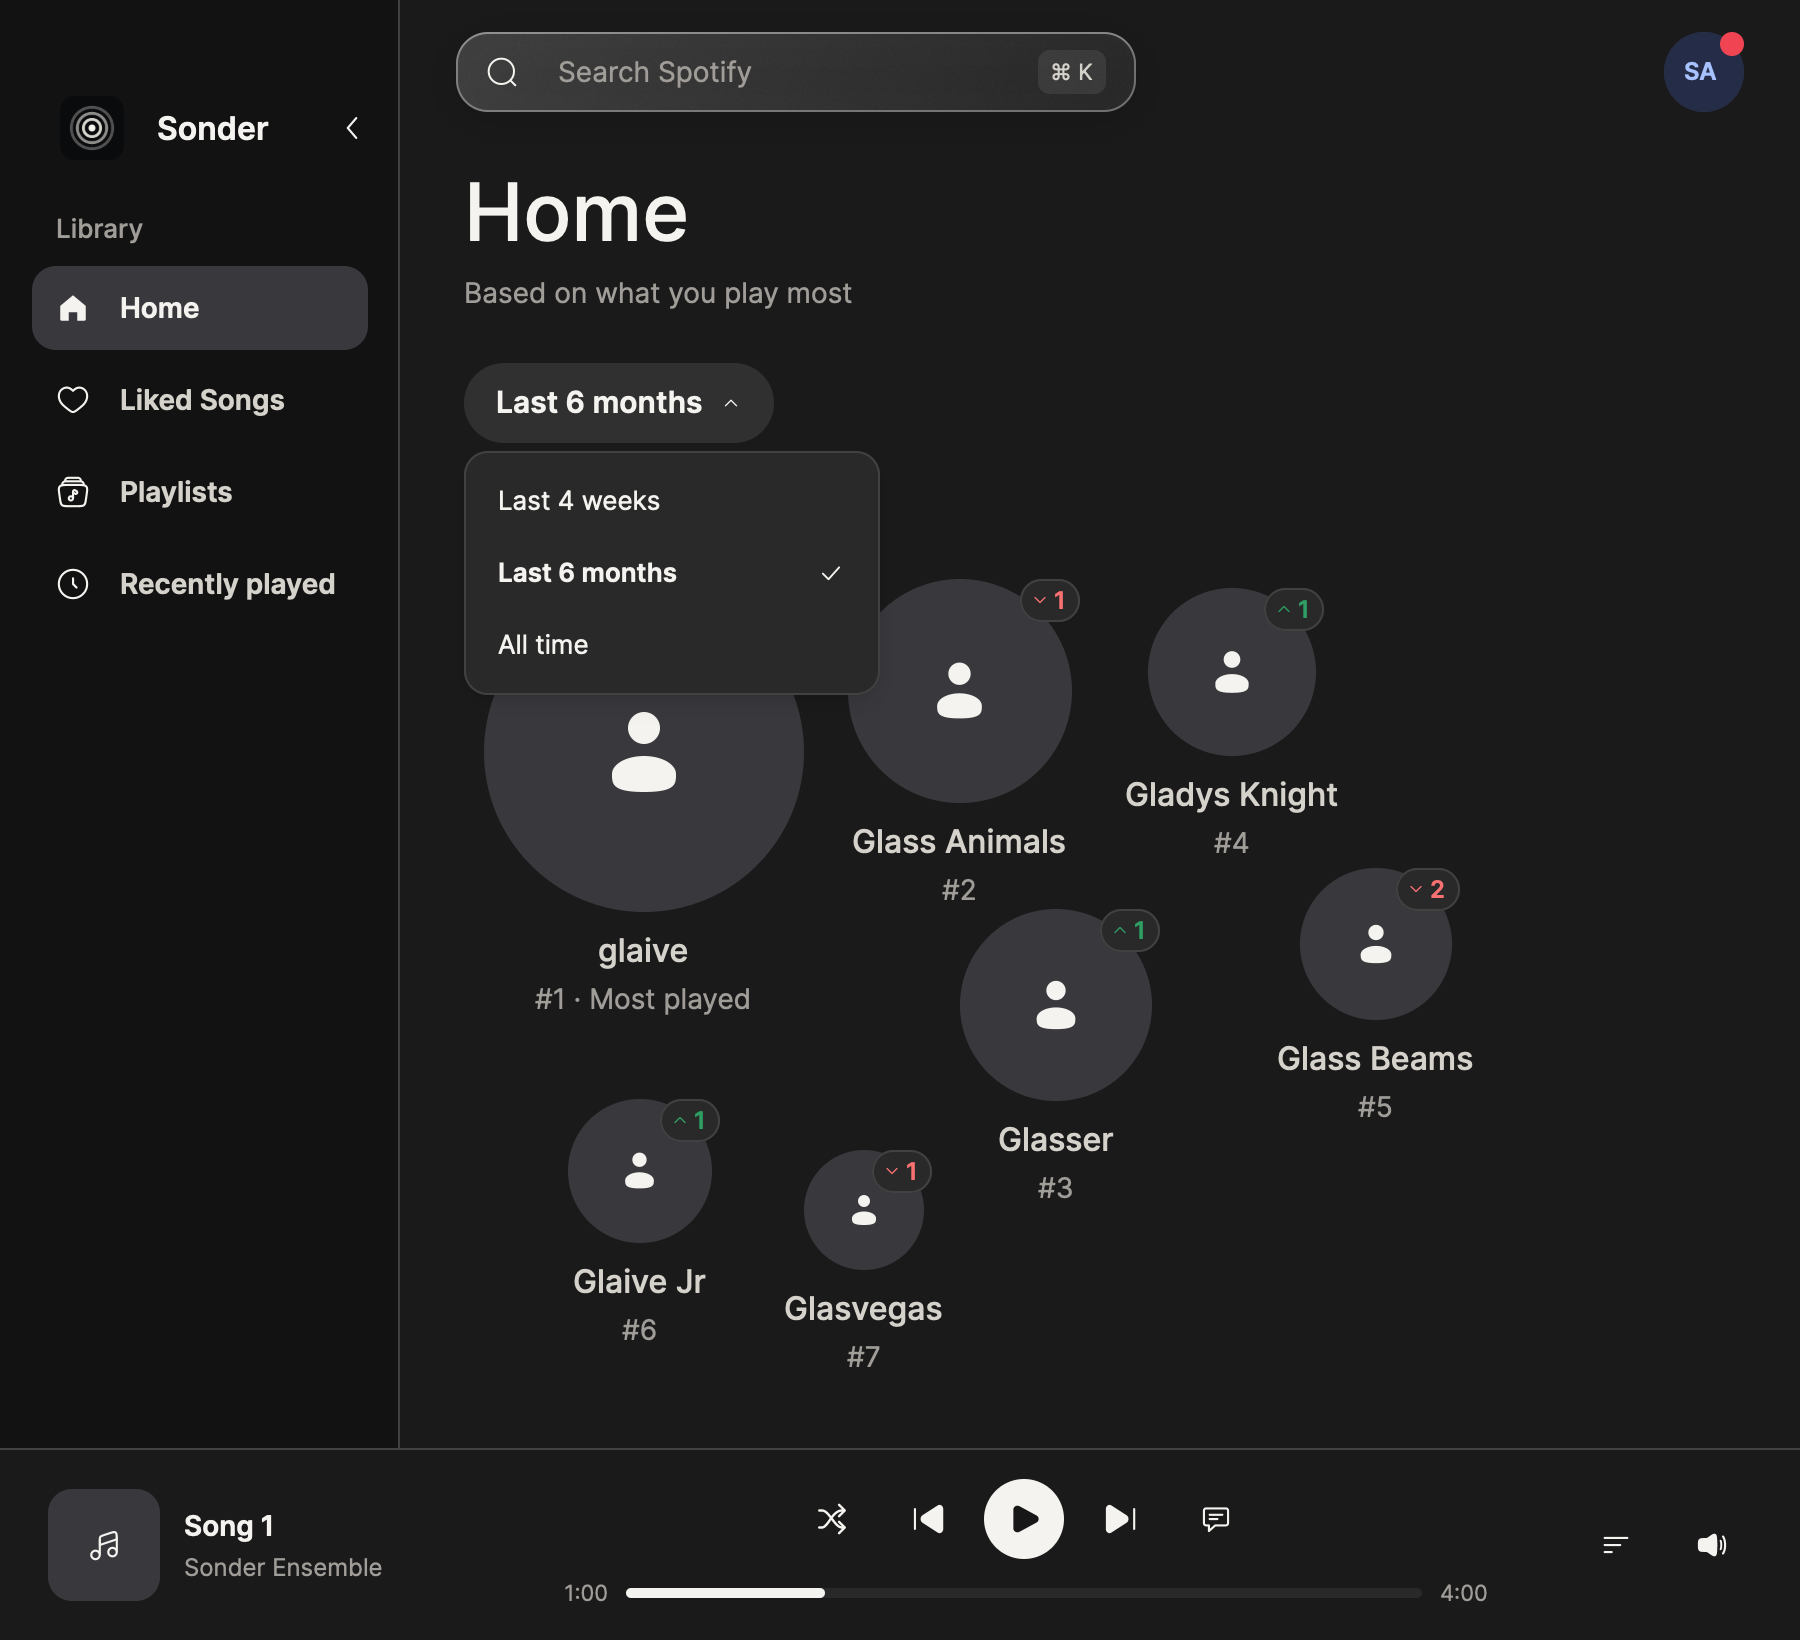 Search Spotify
⌘ K
SA
Sonder
Library
Home
Liked Songs
Playlists
Recently played
Home
Based on what you play most
Last 6 months
Last 4 weeks
Last 6 months
All time
1
Glass Animals
#2
1
Gladys Knight
#4
glaive
#1 · Most played
1
Glasser
#3
2
Glass Beams
#5
1
Glaive Jr
#6
1
Glasvegas
#7
Song 1
Sonder Ensemble
1:00
4:00